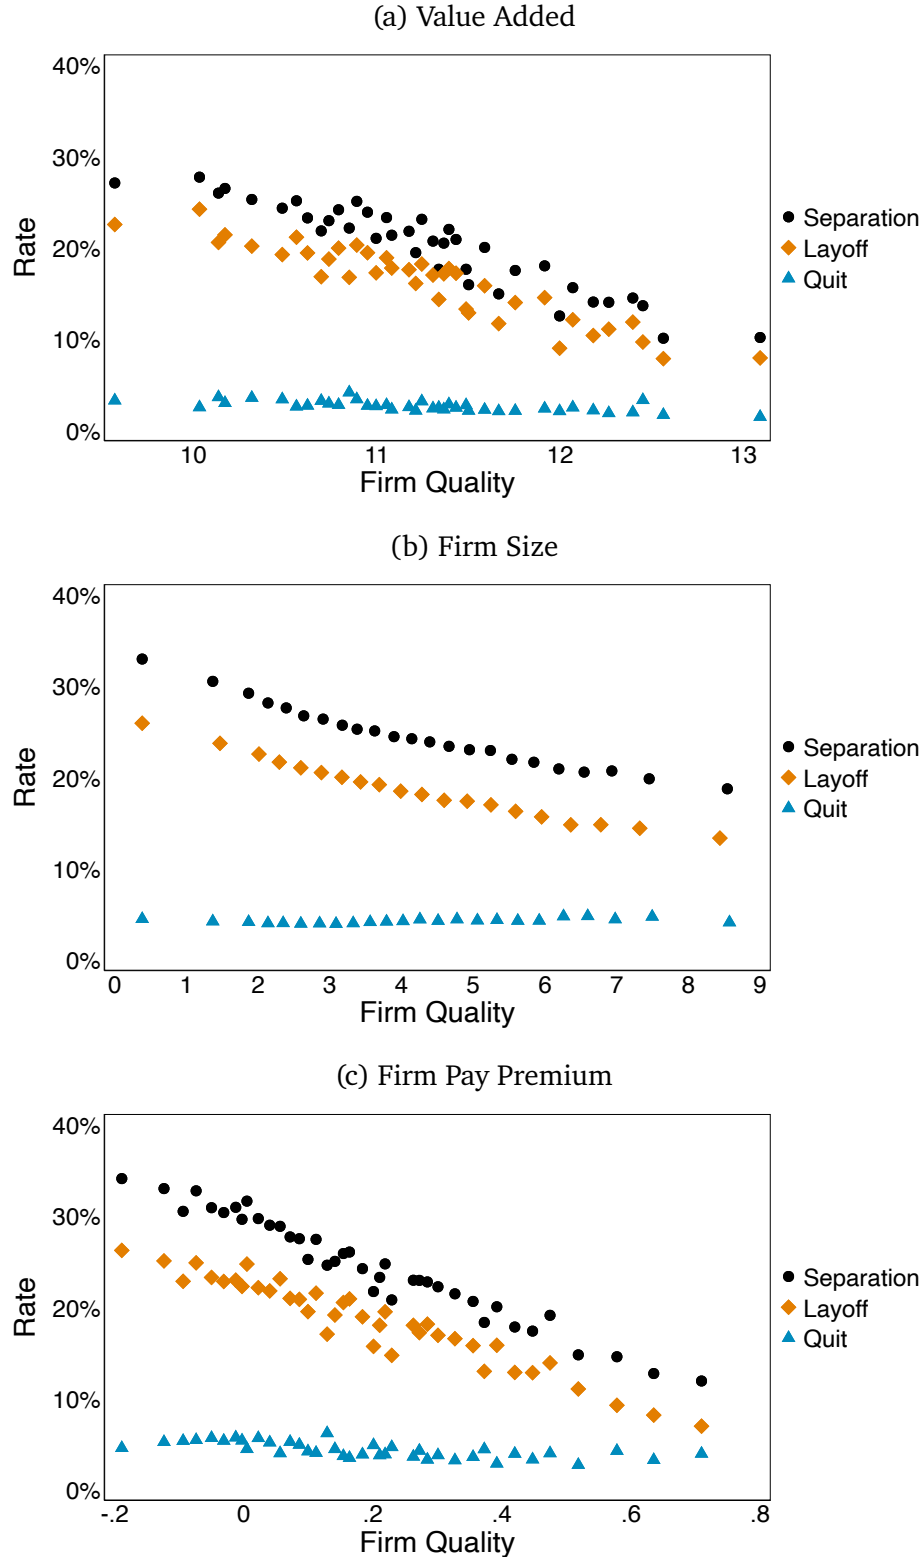 (a) Value Added
40%
30%
20%
10%
0%
Rate
10 11 12 13
Firm Quality
Separation
Layoff
Quit
(b) Firm Size
40%
30%
20%
10%
0%
Rate
0 1 2 3 4 5 6 7 8 9
Firm Quality
Separation
Layoff
Quit
(c) Firm Pay Premium
40%
30%
20%
10%
0%
Rate
-.2 0 .2 .4 .6 .8
Firm Quality
Separation
Layoff
Quit